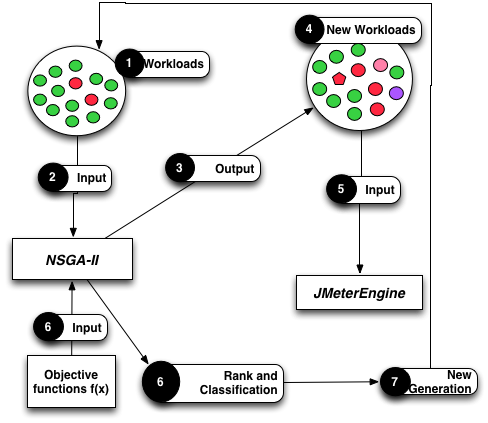 4 New Workloads
1 Workloads
3 Output
2 Input
5 Input
NSGA-II
JMeterEngine
6 Input
Objective
functions f(x)
6 Rank and
Classification
7 New
Generation